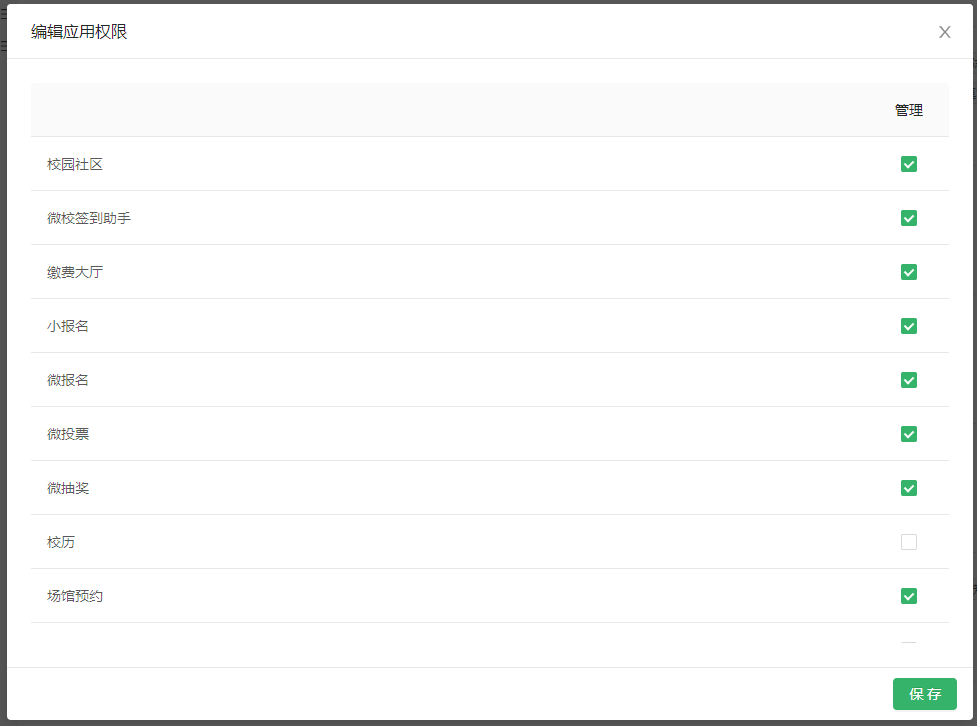 编辑应用权限
管理
校园社区
微校签到助手
缴费大厅
小报名
微报名
微投票
微抽奖
校历
场馆预约
保存